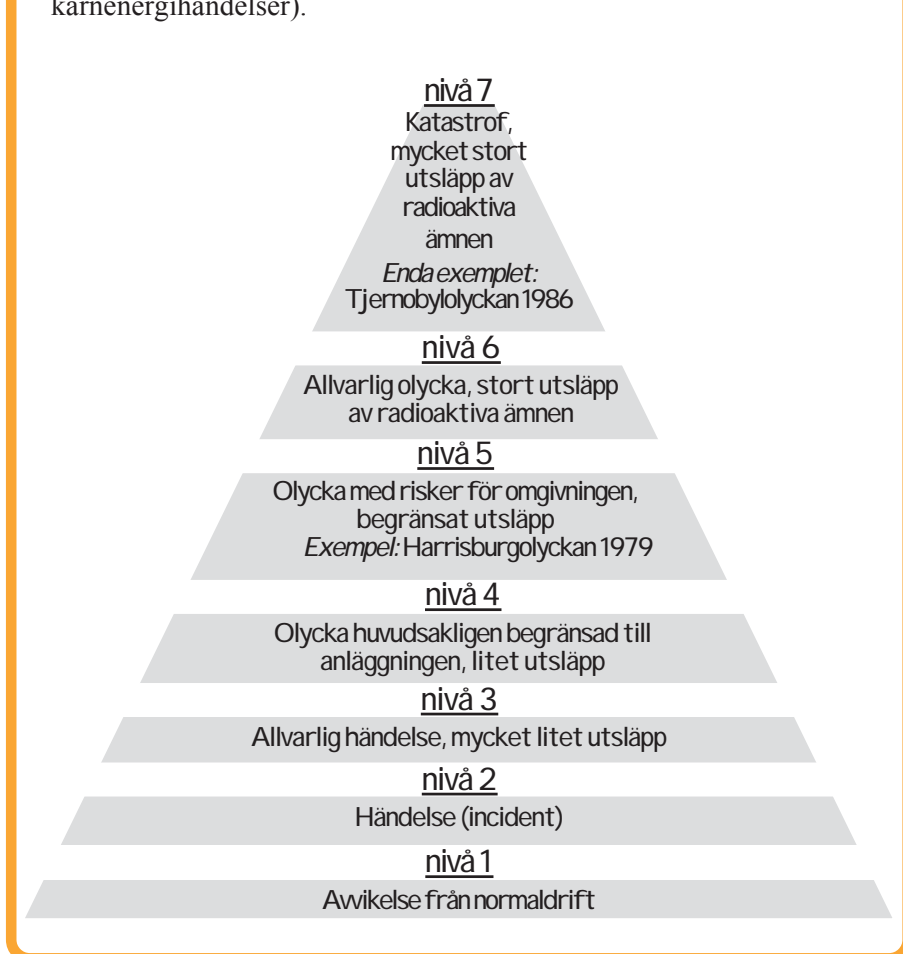 kärnenergihändelser).
nivå 7
Katastrof,
mycket stort
utsläpp av
radioaktiva
ämnen
Enda exemplet:
Tjernobylolyckan 1986
nivå 6
Allvarlig olycka, stort utsläpp
av radioaktiva ämnen
nivå 5
Olycka med risker för omgivningen,
begränsat utsläpp
Exempel: Harrisburgolyckan 1979
nivå 4
Olycka huvudsakligen begränsad till
anläggningen, litet utsläpp
nivå 3
Allvarlig händelse, mycket litet utsläpp
nivå 2
Händelse (incident)
nivå 1
Avvikelse från normaldrift